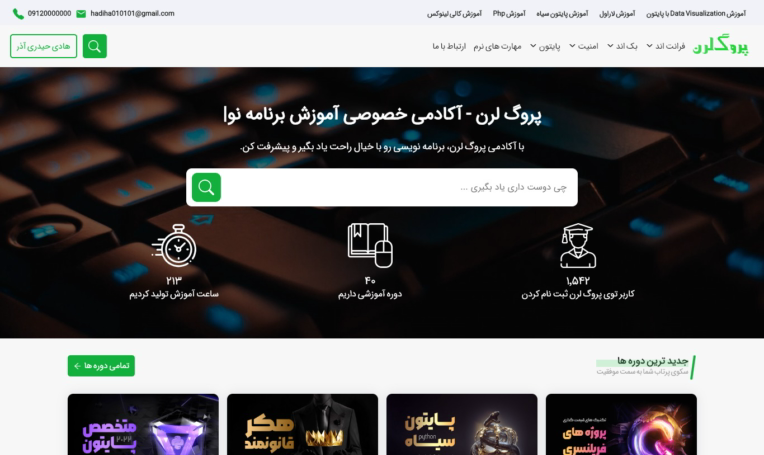 آموزش Data Visualization با پایتون آموزش لاراول آموزش پایتون سیاه آموزش Php آموزش کالی لینوکس hadiha010101@gmail.com 09120000000
پروگ‌لرن فرانت اند بک اند امنیت پایتون مهارت های نرم ارتباط با ما هادی حیدری آذر
پروگ لرن - آکادمی خصوصی آموزش برنامه نوا|
با آکادمی پروگ لرن، برنامه نویسی رو با خیال راحت یاد بگیر و پیشرفت کن.
چی دوست داری یاد بگیری ...
۱,۵۴۲ ۴۰ ۲۱۳
کاربر توی پروگ لرن ثبت نام کردن دوره آموزشی داریم ساعت آموزش تولید کردیم
جدید ترین دوره ها تمامی دوره ها
سکوی پرتاب شما به سمت موفقیت
پروژه های فریلنسری
پایتون سیاه python
هکر قانونمند
متخصص پایتون